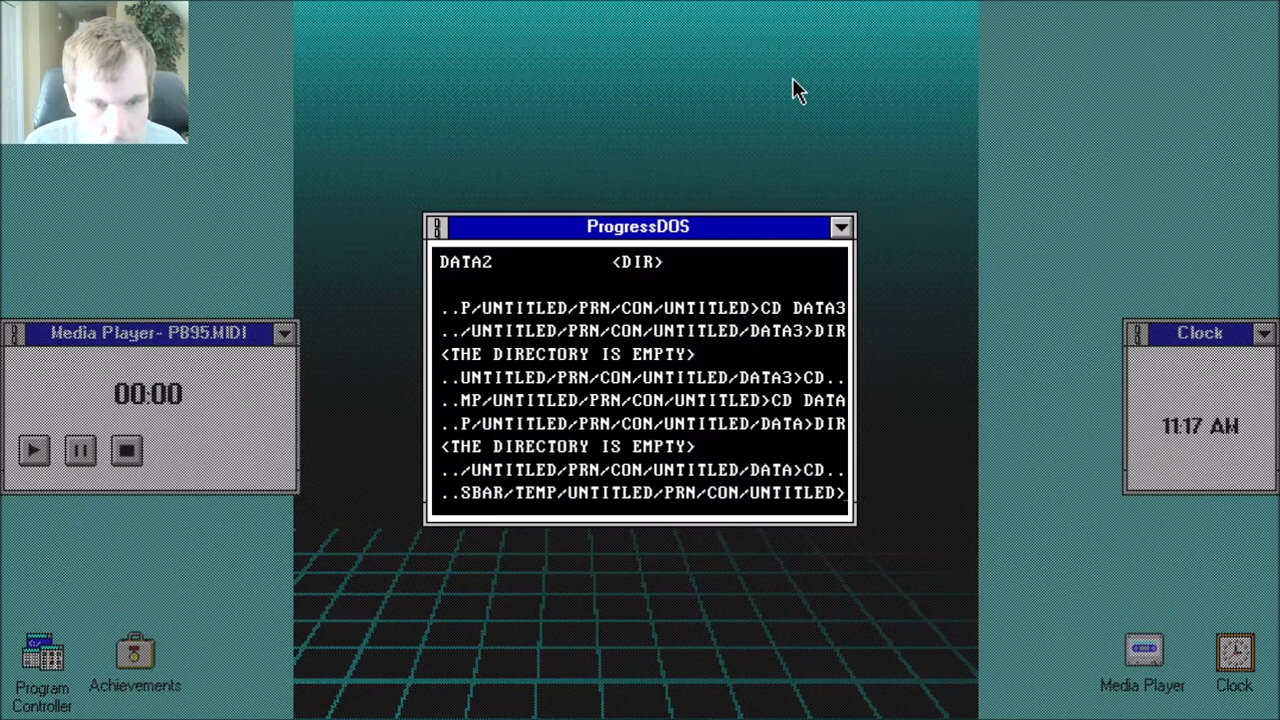 ProgressDOS
DATA2 <DIR>
..P/UNTITLED/PRN/CON/UNTITLED>CD DATA3
../UNTITLED/PRN/CON/UNTITLED/DATA3>DIR
<THE DIRECTORY IS EMPTY>
..UNTITLED/PRN/CON/UNTITLED/DATA3>CD..
..MP/UNTITLED/PRN/CON/UNTITLED>CD DATA
..P/UNTITLED/PRN/CON/UNTITLED/DATA>DIR
<THE DIRECTORY IS EMPTY>
../UNTITLED/PRN/CON/UNTITLED/DATA>CD..
..SBAR/TEMP/UNTITLED/PRN/CON/UNTITLED>_
Media Player- PB95.MIDI
00:00
Clock
11:17 AM
Program
Controller
Achievements
Media Player
Clock